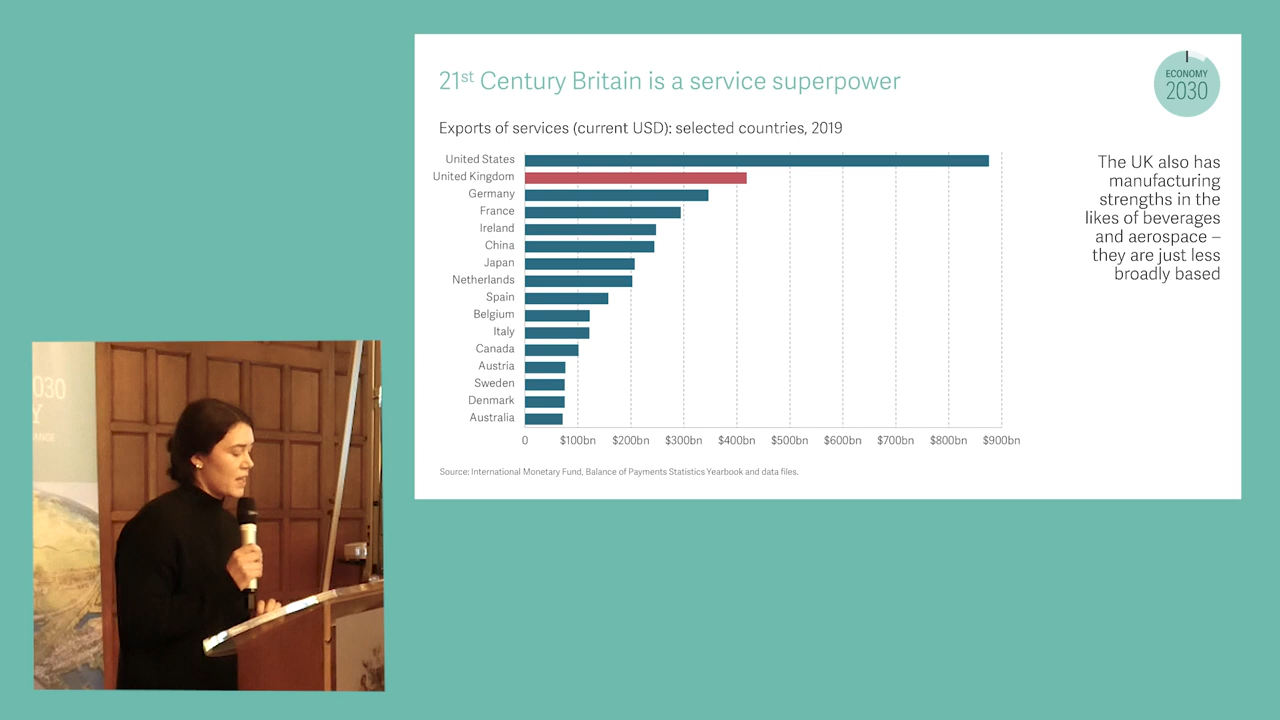 21st Century Britain is a service superpower
ECONOMY
2030
Exports of services (current USD): selected countries, 2019
United States
United Kingdom
Germany
France
Ireland
China
Japan
Netherlands
Spain
Belgium
Italy
Canada
Austria
Sweden
Denmark
Australia
0 $100bn $200bn $300bn $400bn $500bn $600bn $700bn $800bn $900bn
Source: International Monetary Fund, Balance of Payments Statistics Yearbook and data files.
The UK also has
manufacturing
strengths in the
likes of beverages
and aerospace –
they are just less
broadly based
030
Y
ANGE